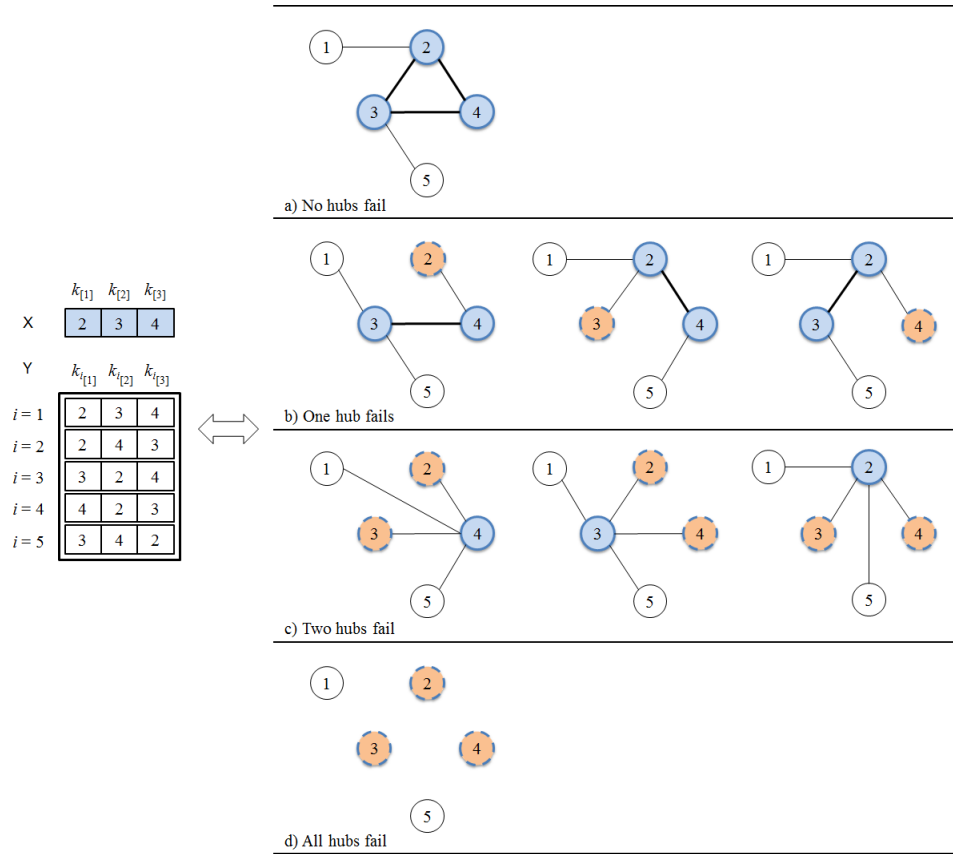 1 2
3 4
5
a) No hubs fail
1 2 1 2 1 2
3 4 3 4 3 4
5 5 5
b) One hub fails
1 2 1 2 1 2
3 4 3 4 3 4
5 5 5
c) Two hubs fail
1 2
3 4
5
d) All hubs fail
k[1] k[2] k[3]
X 2 3 4
Y ki[1] ki[2] ki[3]
i = 1 2 3 4
i = 2 2 4 3
i = 3 3 2 4
i = 4 4 2 3
i = 5 3 4 2